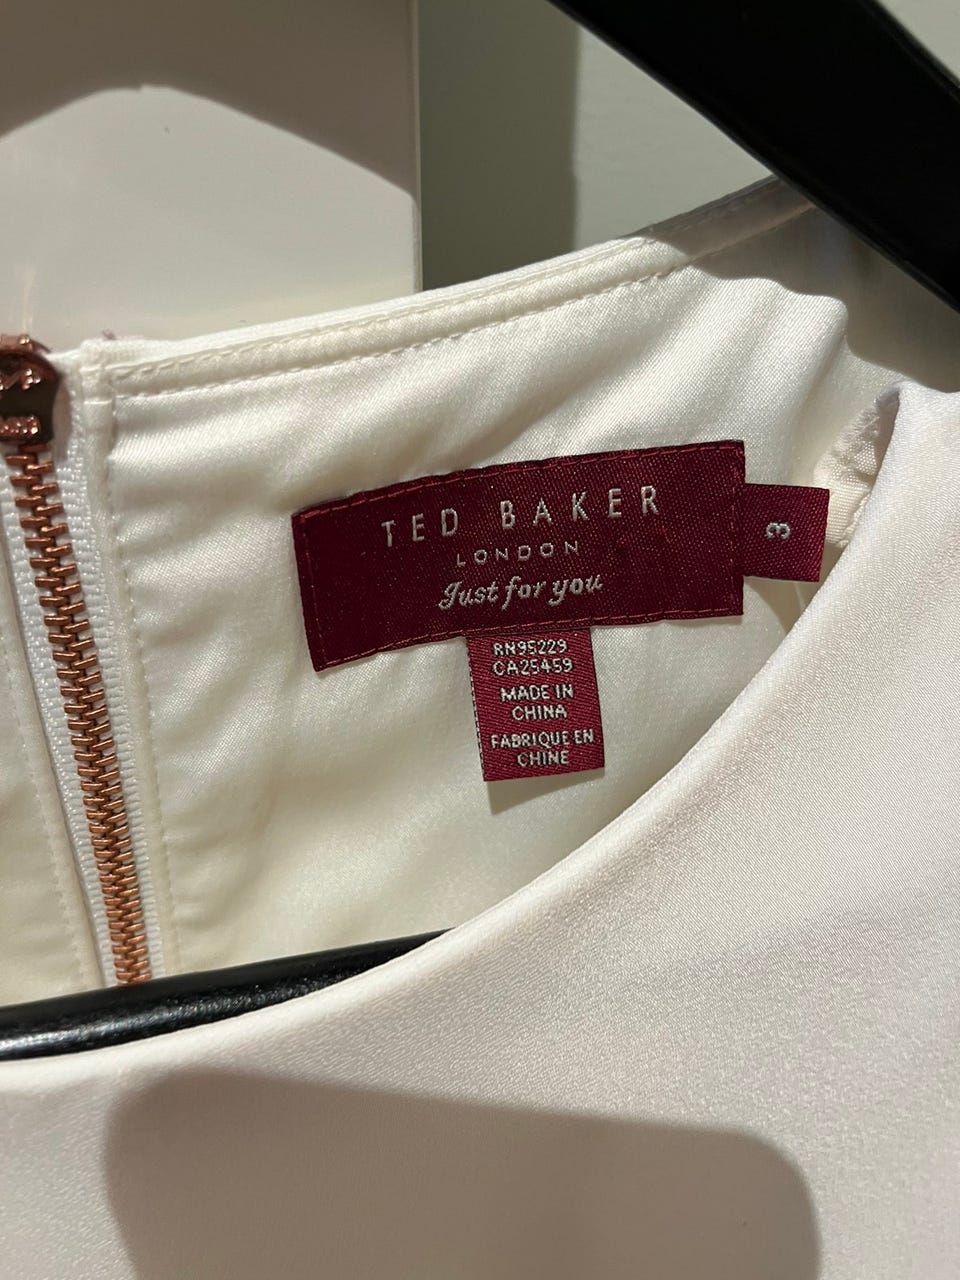 TED BAKER
LONDON
Just for you
3
RN95229
CA25459
MADE IN
CHINA
FABRIQUE EN
CHINE